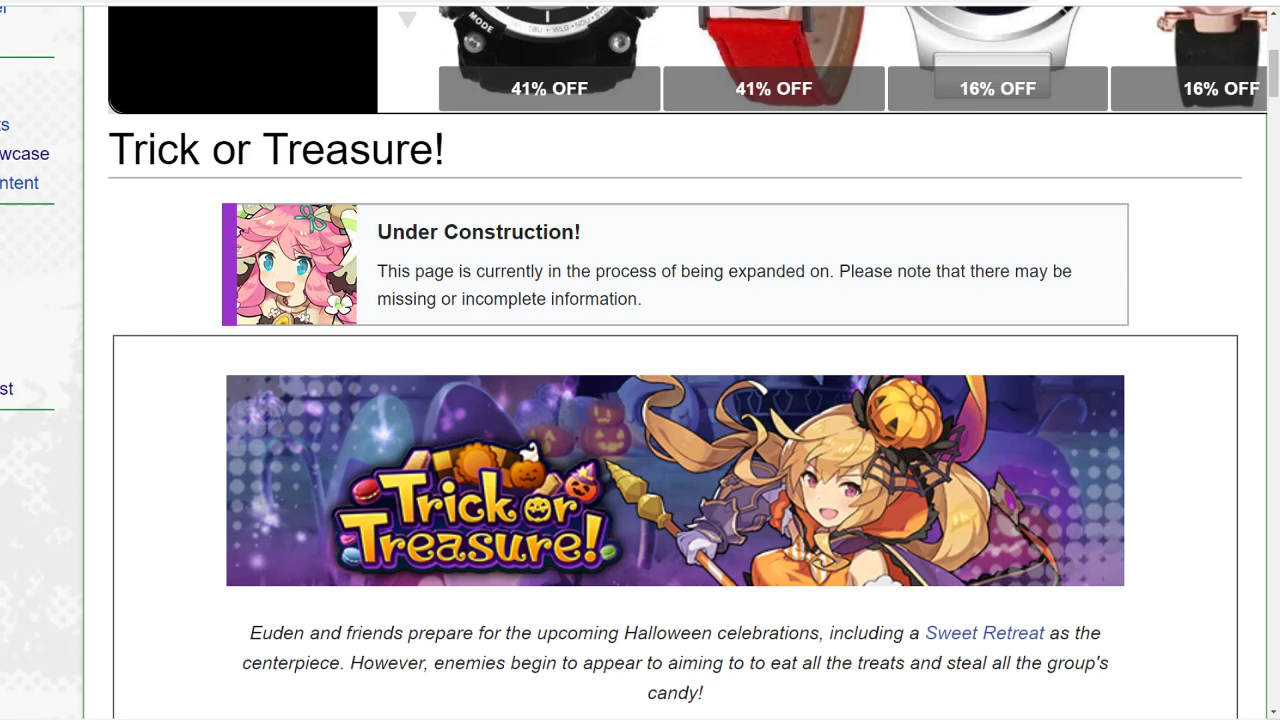 MODE
41% OFF
41% OFF
16% OFF
16% OFF
Trick or Treasure!
ts
wcase
ntent
Under Construction!
This page is currently in the process of being expanded on. Please note that there may be
missing or incomplete information.
st
Trick or
Treasure!
Euden and friends prepare for the upcoming Halloween celebrations, including a Sweet Retreat as the
centerpiece. However, enemies begin to appear to aiming to to eat all the treats and steal all the group's
candy!